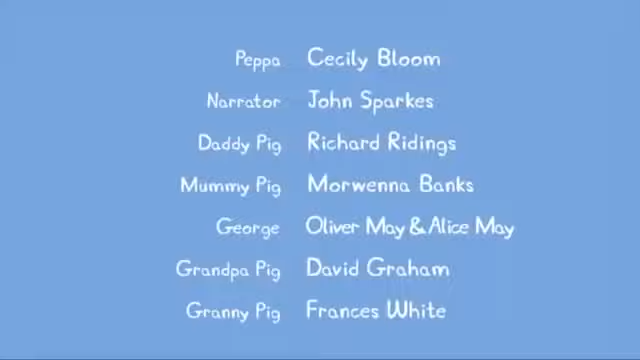 Peppa Cecily Bloom
Narrator John Sparkes
Daddy Pig Richard Ridings
Mummy Pig Morwenna Banks
George Oliver May & Alice May
Grandpa Pig David Graham
Granny Pig Frances White